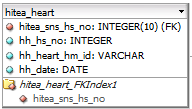 hitea_heart
hitea_sns_hs_no: INTEGER(10) (FK)
hh_hs_no: INTEGER
hh_heart_hm_id: VARCHAR
hh_date: DATE
hitea_heart_FKIndex1
hitea_sns_hs_no